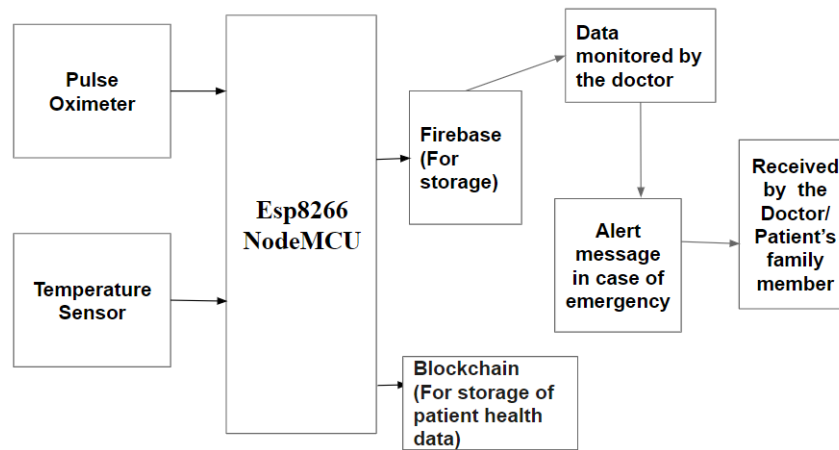 Pulse
Oximeter
Temperature
Sensor
Esp8266
NodeMCU
Firebase
(For
storage)
Blockchain
(For storage of
patient health
data)
Data
monitored by
the doctor
Alert
message
in case of
emergency
Received
by the
Doctor/
Patient's
family
member